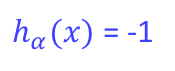 hα(x) = -1